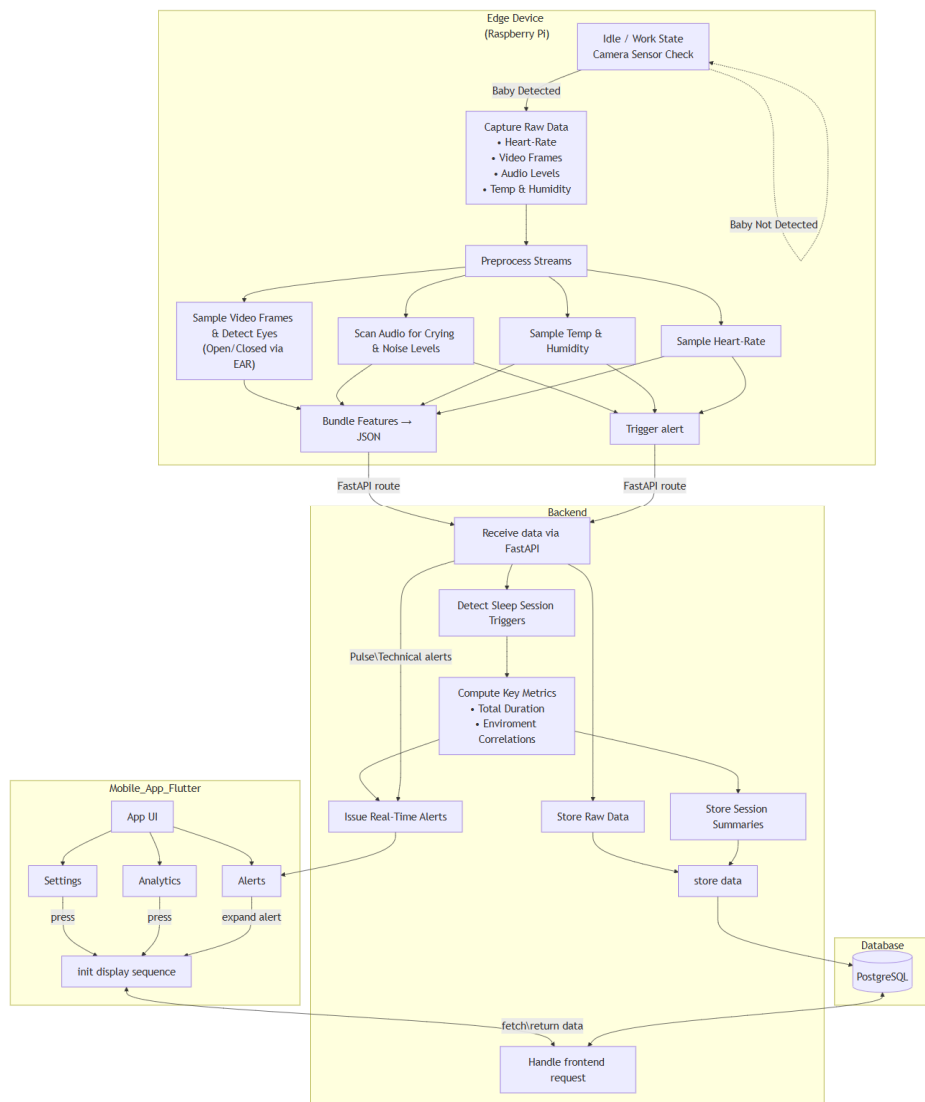 Edge Device
(Raspberry Pi)
Idle / Work State
Camera Sensor Check
Baby Detected
Capture Raw Data
• Heart-Rate
• Video Frames
• Audio Levels
• Temp & Humidity
Baby Not Detected
Preprocess Streams
Sample Video Frames
& Detect Eyes
(Open/Closed via
EAR)
Scan Audio for Crying
& Noise Levels
Sample Temp &
Humidity
Sample Heart-Rate
Bundle Features →
JSON
Trigger alert
FastAPI route
FastAPI route
Backend
Receive data via
FastAPI
Detect Sleep Session
Triggers
Pulse\Technical alerts
Compute Key Metrics
• Total Duration
• Enviroment
Correlations
Mobile_App_Flutter
App UI
Issue Real-Time Alerts
Store Raw Data
Store Session
Summaries
Settings
Analytics
Alerts
store data
press
press
expand alert
init display sequence
Database
PostgreSQL
fetch\return data
Handle frontend
request